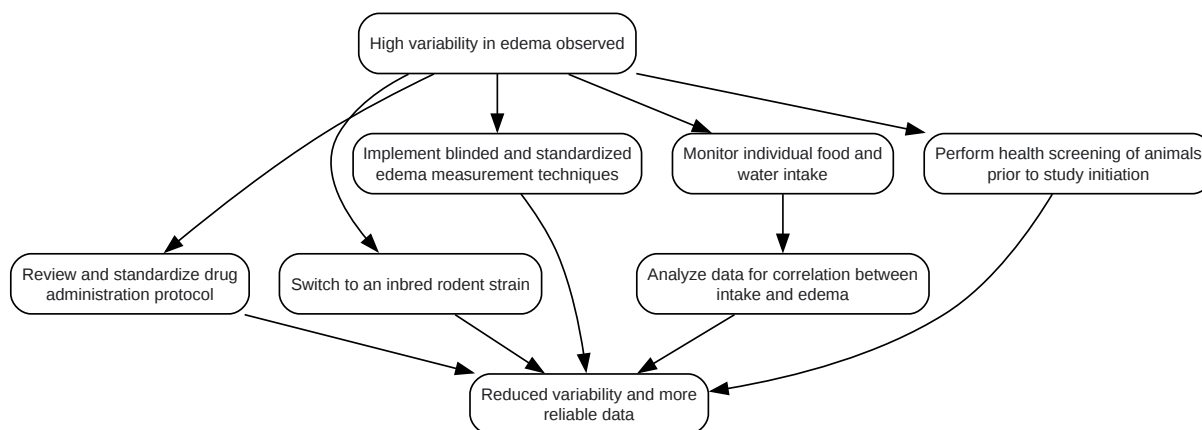 High variability in edema observed
Implement blinded and standardized
edema measurement techniques
Monitor individual food and
water intake
Perform health screening of animals
prior to study initiation
Review and standardize drug
administration protocol
Switch to an inbred rodent strain
Analyze data for correlation between
intake and edema
Reduced variability and more
reliable data